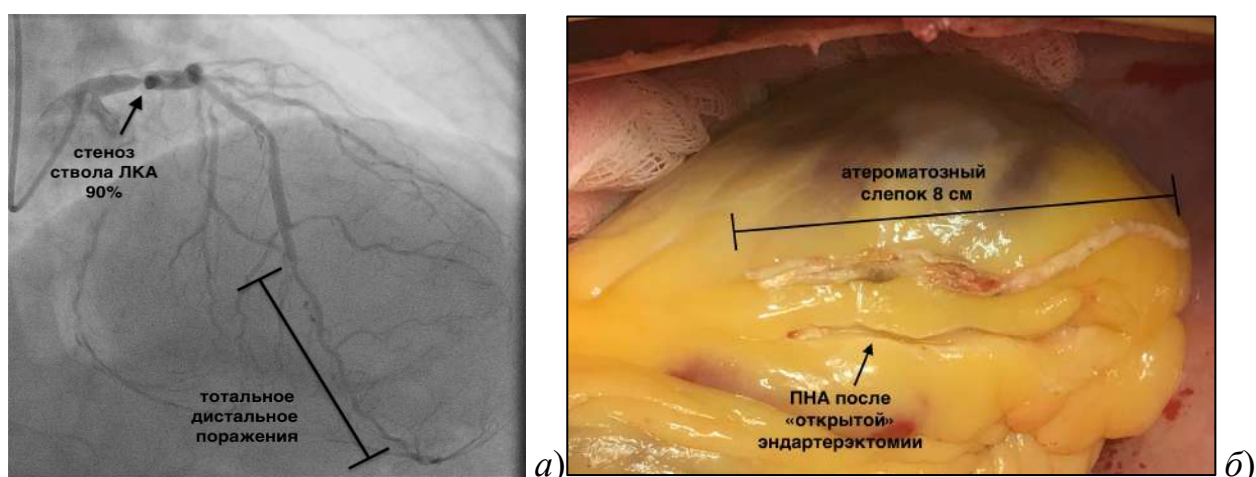 стеноз
ствола ЛКА
90%
тотальное
дистальное
поражения
а)
атероматозный
слепок 8 см
ПНА после
«открытой»
эндартерэктомии
б)